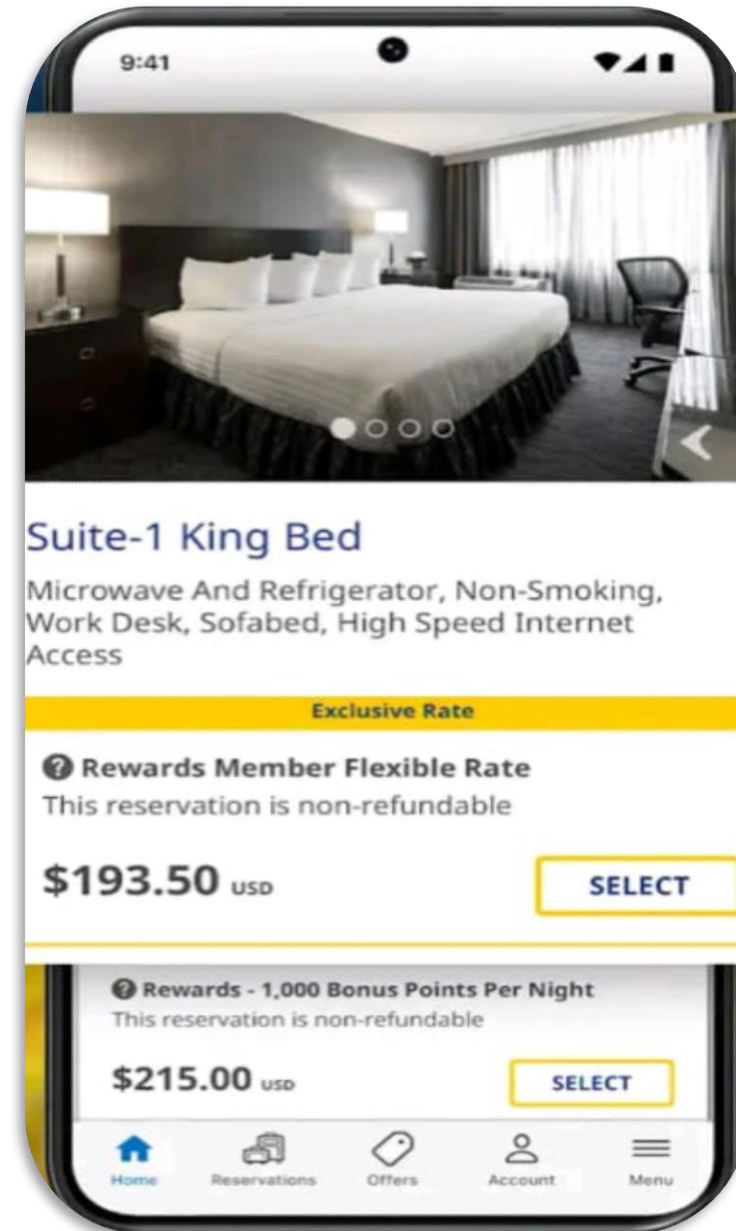 9:41
Suite-1 King Bed
Microwave And Refrigerator, Non-Smoking,
Work Desk, Sofabed, High Speed Internet
Access
Exclusive Rate
? Rewards Member Flexible Rate
This reservation is non-refundable
$193.50 USD
SELECT
? Rewards - 1,000 Bonus Points Per Night
This reservation is non-refundable
$215.00 USD
SELECT
Home Reservations Offers Account Menu